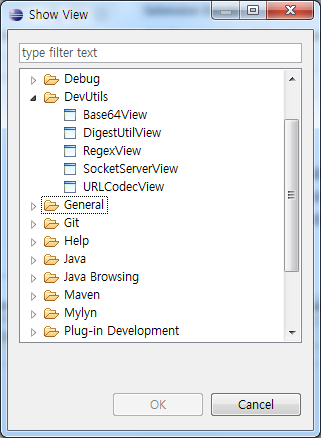 Show View
type filter text
Debug
DevUtils
Base64View
DigestUtilView
RegexView
SocketServerView
URLCodecView
General
Git
Help
Java
Java Browsing
Maven
Mylyn
Plug-in Development
OK
Cancel